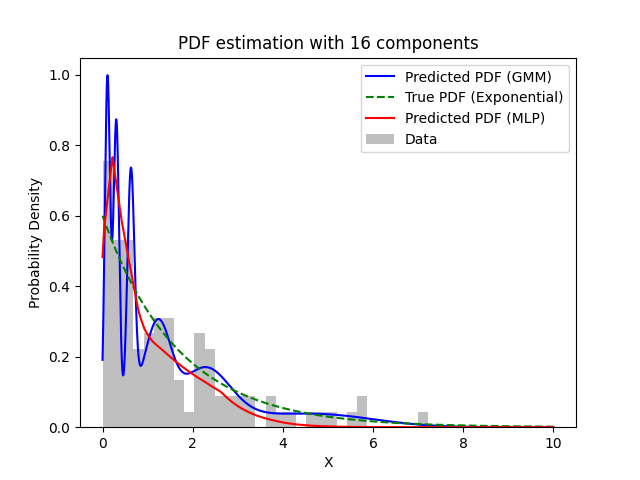 PDF estimation with 16 components
Predicted PDF (GMM)
True PDF (Exponential)
Predicted PDF (MLP)
Data
Probability Density
1.0
0.8
0.6
0.4
0.2
0.0
0
2
4
6
8
10
X